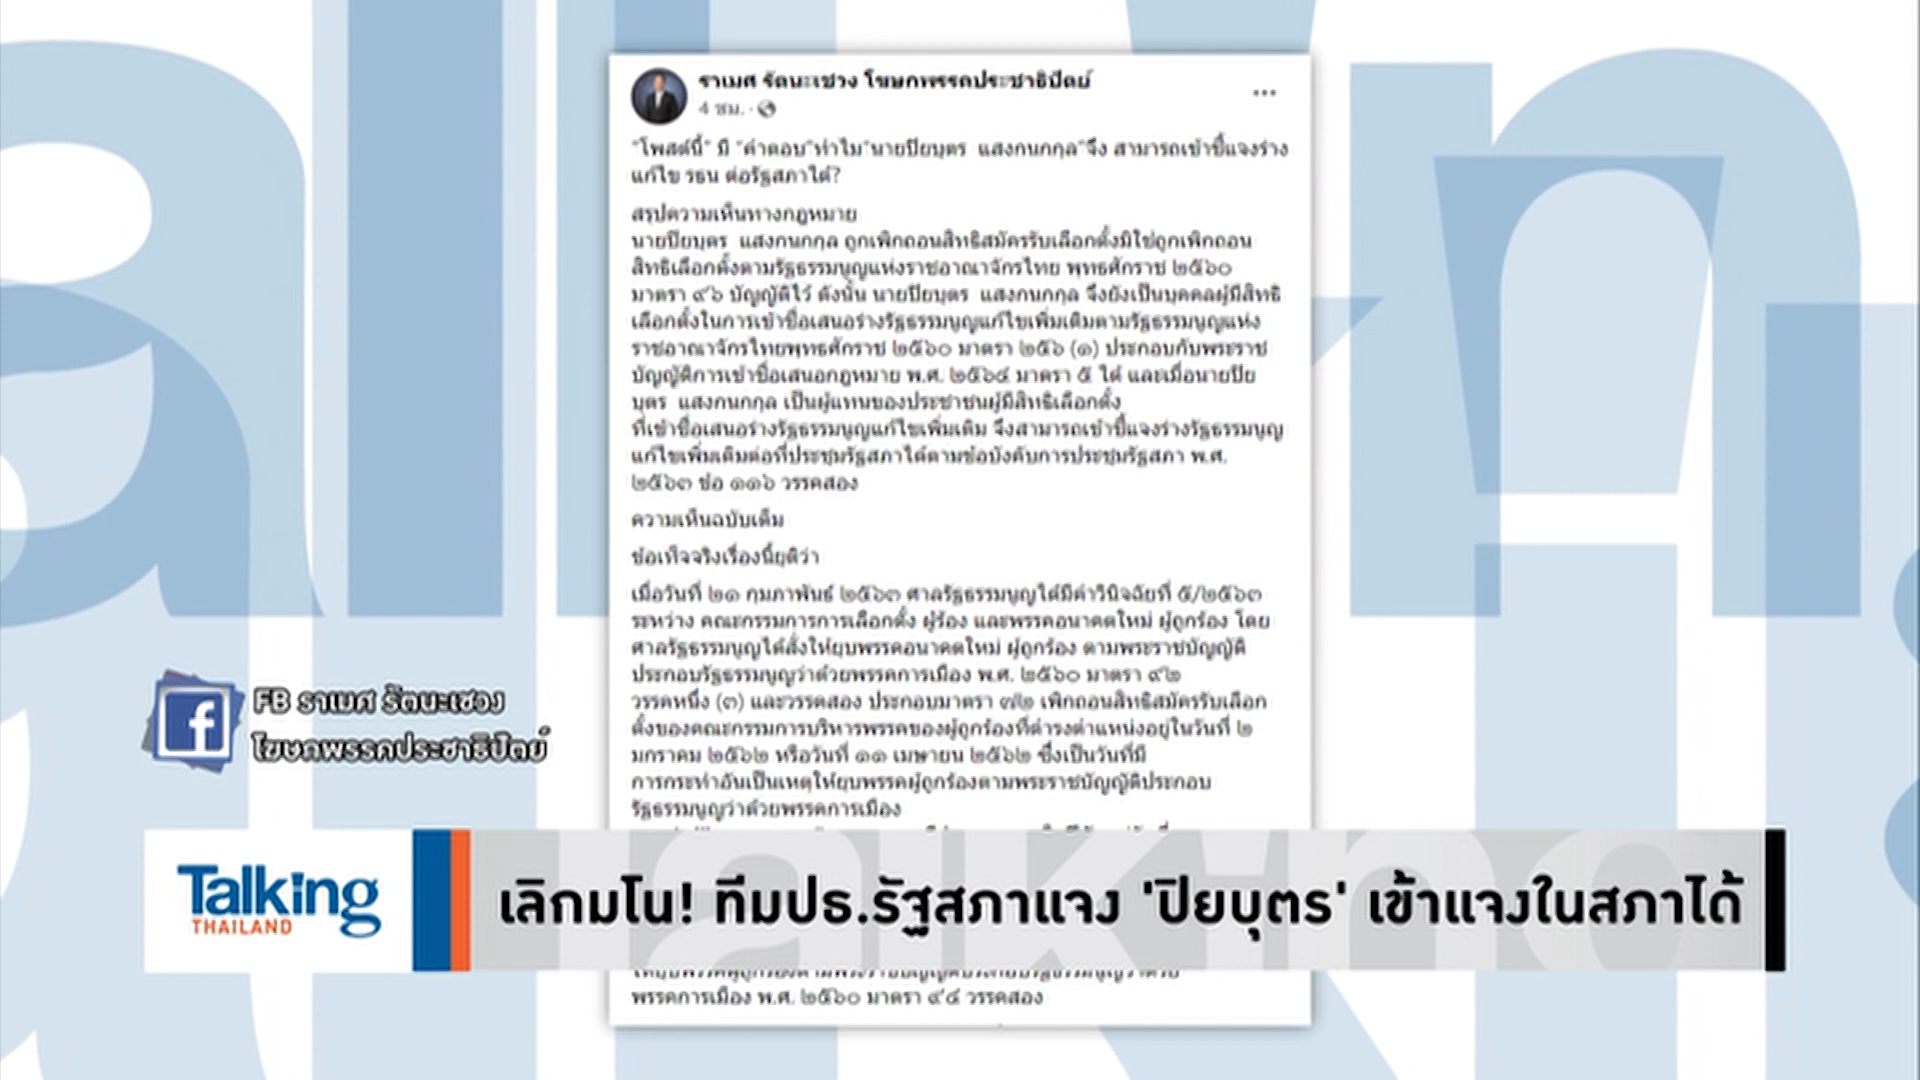 ราเมศ รัตนะเชวง โฆษกพรรคประชาธิปัตย์
4 ชม.
"โพสต์นี้" มี "คำตอบ"ทำไม"นายปิยบุตร แสงกนกกุล"จึง สามารถเข้าชี้แจงร่าง
แก้ไข รธน ต่อรัฐสภาได้?
สรุปความเห็นทางกฎหมาย
นายปิยบุตร แสงกนกกุล ถูกเพิกถอนสิทธิสมัครรับเลือกตั้งมิใช่ถูกเพิกถอน
สิทธิเลือกตั้งตามรัฐธรรมนูญแห่งราชอาณาจักรไทย พุทธศักราช ๒๕๖๐
มาตรา ๙๖ บัญญัติไว้ ดังนั้น นายปิยบุตร แสงกนกกุล จึงยังเป็นบุคคลผู้มีสิทธิ
เลือกตั้งในการเข้าชื่อเสนอร่างรัฐธรรมนูญแก้ไขเพิ่มเติมตามรัฐธรรมนูญแห่ง
ราชอาณาจักรไทยพุทธศักราช ๒๕๖๐ มาตรา ๒๕๖ (๑) ประกอบกับพระราช
บัญญัติการเข้าชื่อเสนอกฎหมาย พ.ศ. ๒๕๖๔ มาตรา ๕ ได้ และเมื่อนายปิย
บุตร แสงกนกกุล เป็นผู้แทนของประชาชนผู้มีสิทธิเลือกตั้ง
ที่เข้าชื่อเสนอร่างรัฐธรรมนูญแก้ไขเพิ่มเติม จึงสามารถเข้าชี้แจงร่างรัฐธรรมนูญ
แก้ไขเพิ่มเติมต่อที่ประชุมรัฐสภาได้ตามข้อบังคับการประชุมรัฐสภา พ.ศ.
๒๕๖๓ ข้อ ๑๑๖ วรรคสอง
ความเห็นฉบับเต็ม
ข้อเท็จจริงเรื่องนี้ยุติว่า
เมื่อวันที่ ๒๑ กุมภาพันธ์ ๒๕๖๓ ศาลรัฐธรรมนูญได้มีคำวินิจฉัยที่ ๕/๒๕๖๓
ระหว่าง คณะกรรมการการเลือกตั้ง ผู้ร้อง และพรรคอนาคตใหม่ ผู้ถูกร้อง โดย
ศาลรัฐธรรมนูญได้สั่งให้ยุบพรรคอนาคตใหม่ ผู้ถูกร้อง ตามพระราชบัญญัติ
ประกอบรัฐธรรมนูญว่าด้วยพรรคการเมือง พ.ศ. ๒๕๖๐ มาตรา ๙๒
วรรคหนึ่ง (๓) และวรรคสอง ประกอบมาตรา ๗๒ เพิกถอนสิทธิสมัครรับเลือก
ตั้งของคณะกรรมการบริหารพรรคของผู้ถูกร้องที่ดำรงตำแหน่งอยู่ในวันที่ ๒
มกราคม ๒๕๖๒ หรือวันที่ ๑๑ เมษายน ๒๕๖๒ ซึ่งเป็นวันที่มี
การกระทำอันเป็นเหตุให้ยุบพรรคผู้ถูกร้องตามพระราชบัญญัติประกอบ
รัฐธรรมนูญว่าด้วยพรรคการเมือง
FB ราเมศ รัตนะเชวง
โฆษกพรรคประชาธิปัตย์
Talking
THAILAND
เลิกมโน! ทีมปธ.รัฐสภาแจง 'ปิยบุตร' เข้าแจงในสภาได้
พรรคการเมือง พ.ศ. ๒๕๖๐ มาตรา ๙๔ วรรคสอง